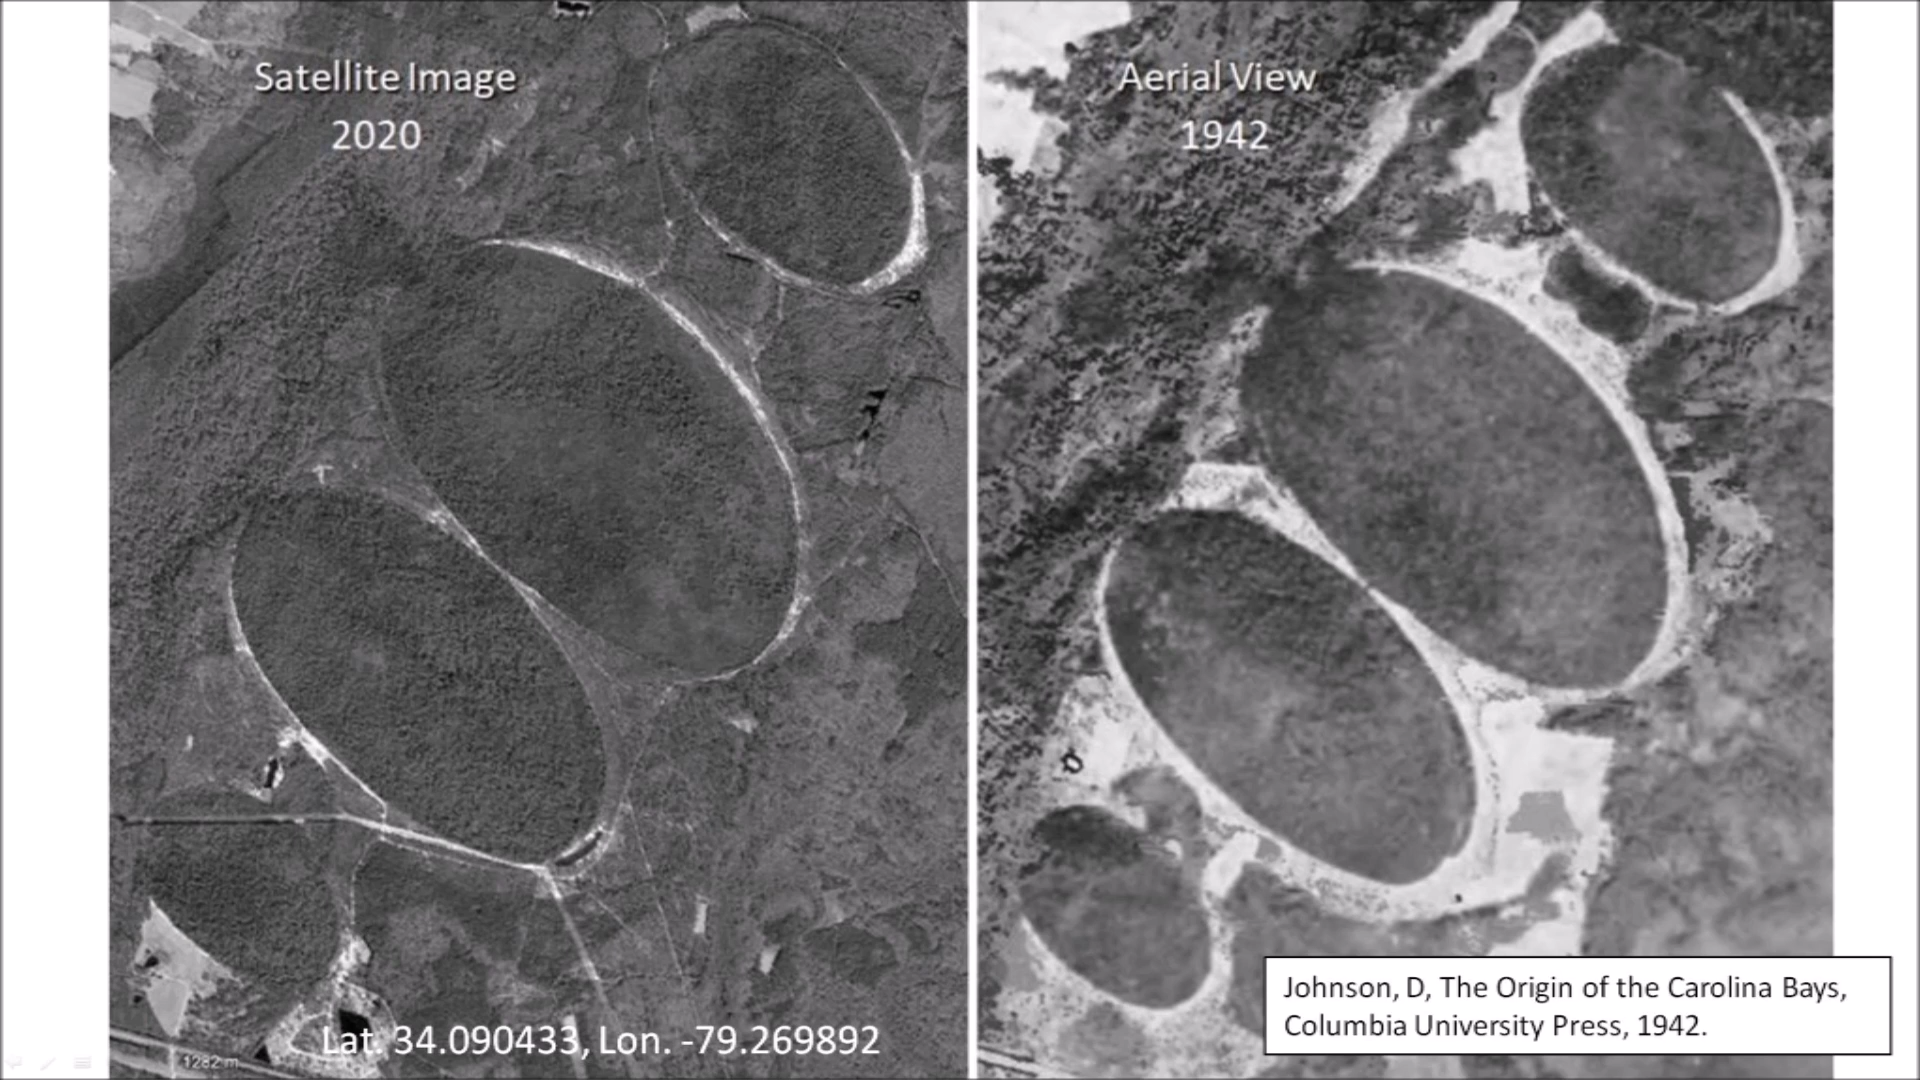 Satellite Image
2020
Aerial View
1942
Johnson, D, The Origin of the Carolina Bays,
Columbia University Press, 1942.
Lat. 34.090433, Lon. -79.269892
1282 m